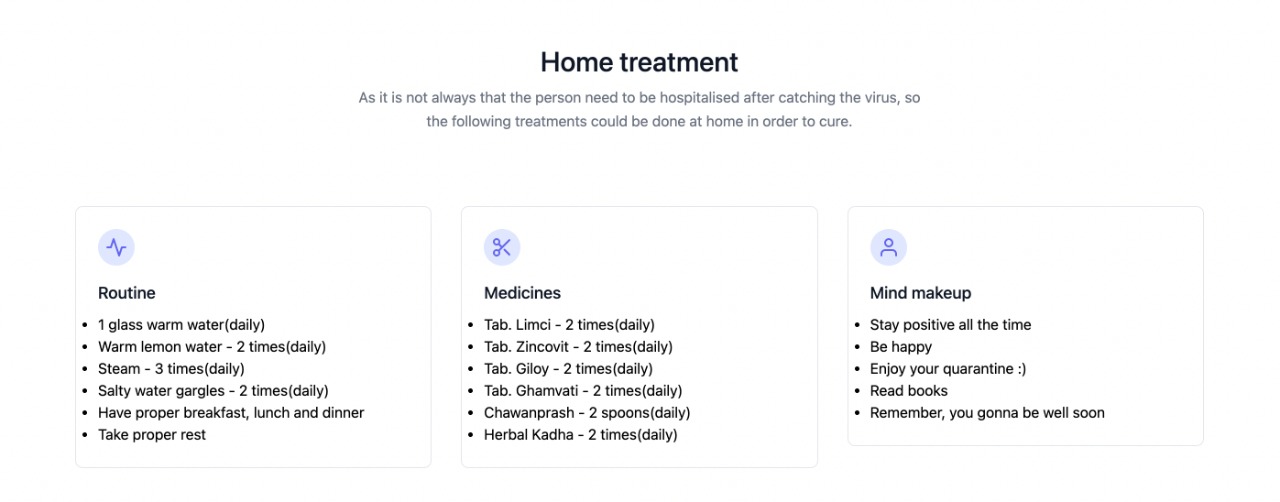 Home treatment
As it is not always that the person need to be hospitalised after catching the virus, so
the following treatments could be done at home in order to cure.
Routine
1 glass warm water(daily)
Warm lemon water - 2 times(daily)
Steam - 3 times(daily)
Salty water gargles - 2 times(daily)
Have proper breakfast, lunch and dinner
Take proper rest
Medicines
Tab. Limci - 2 times(daily)
Tab. Zincovit - 2 times(daily)
Tab. Giloy - 2 times(daily)
Tab. Ghamvati - 2 times(daily)
Chawanprash - 2 spoons(daily)
Herbal Kadha - 2 times(daily)
Mind makeup
Stay positive all the time
Be happy
Enjoy your quarantine :)
Read books
Remember, you gonna be well soon